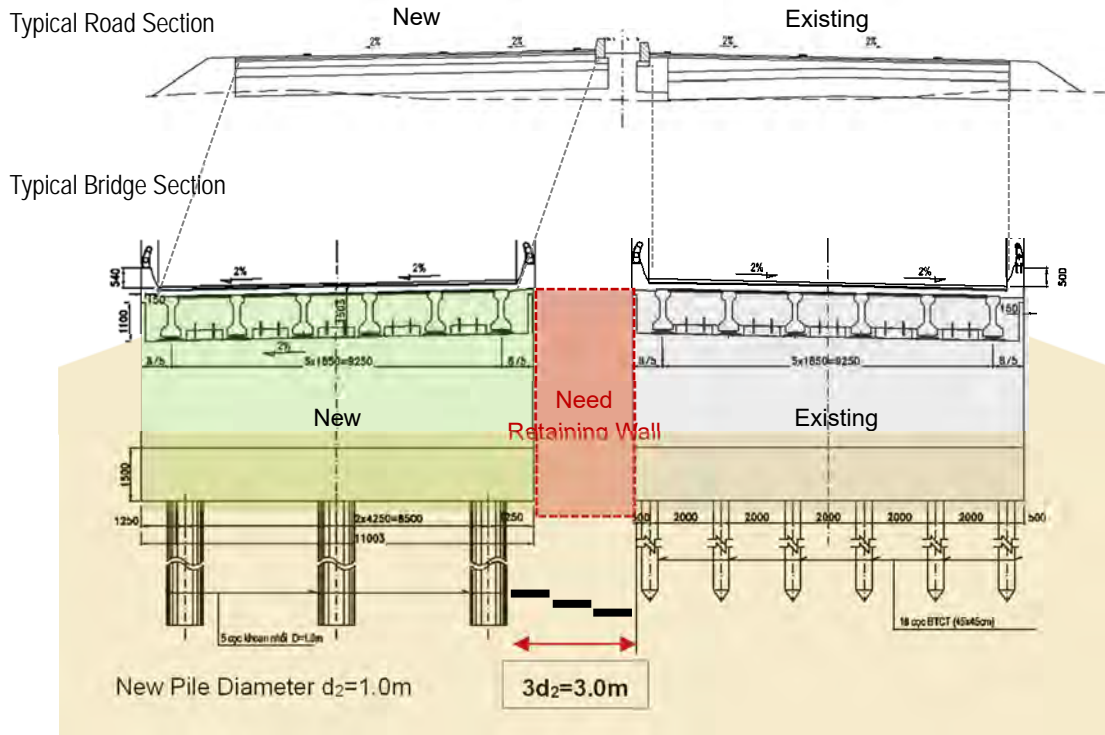 Typical Road Section
New
Existing
2%
2%
2%
2%
Typical Bridge Section
540
2%
2%
2%
2%
500
150
1100
1503
150
2%
5x1850=9250
5x1850=9250
New
Need
Retaining Wall
Existing
1500
1250
2x4250=8500
1250
11003
500
2000
2000
2000
2000
2000
500
5 cọc khoan nhồi D=1.0m
18 cọc BTCT (45x45cm)
New Pile Diameter d2=1.0m
3d2=3.0m